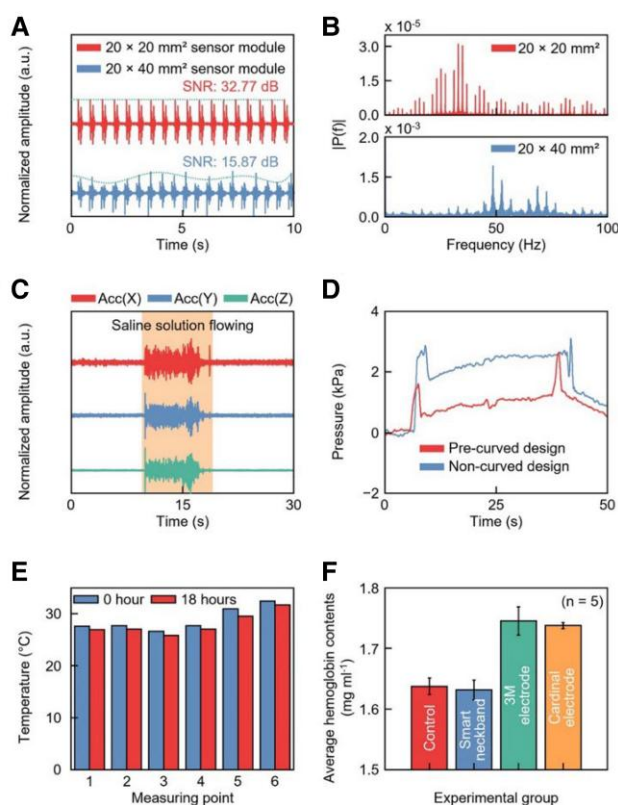 A
20 × 20 mm² sensor module
20 × 40 mm² sensor module
SNR: 32.77 dB
SNR: 15.87 dB
Normalized amplitude (a.u.)
0
5
10
Time (s)
B
x 10⁻⁵
20 × 20 mm²
3.0
1.5
0.0
x 10⁻³
20 × 40 mm²
2.0
1.0
0.0
|P(f)|
0
50
100
Frequency (Hz)
C
Acc(X)
Acc(Y)
Acc(Z)
Saline solution flowing
Normalized amplitude (a.u.)
0
15
30
Time (s)
D
4
2
0
−2
Pressure (kPa)
Pre-curved design
Non-curved design
0
25
50
Time (s)
E
0 hour
18 hours
30
20
10
0
Temperature (°C)
1
2
3
4
5
6
Measuring point
F
(n = 5)
1.8
1.7
1.6
1.5
Average hemoglobin contents
(mg ml⁻¹)
Control
Smart
neckband
3M
electrode
Cardinal
electrode
Experimental group